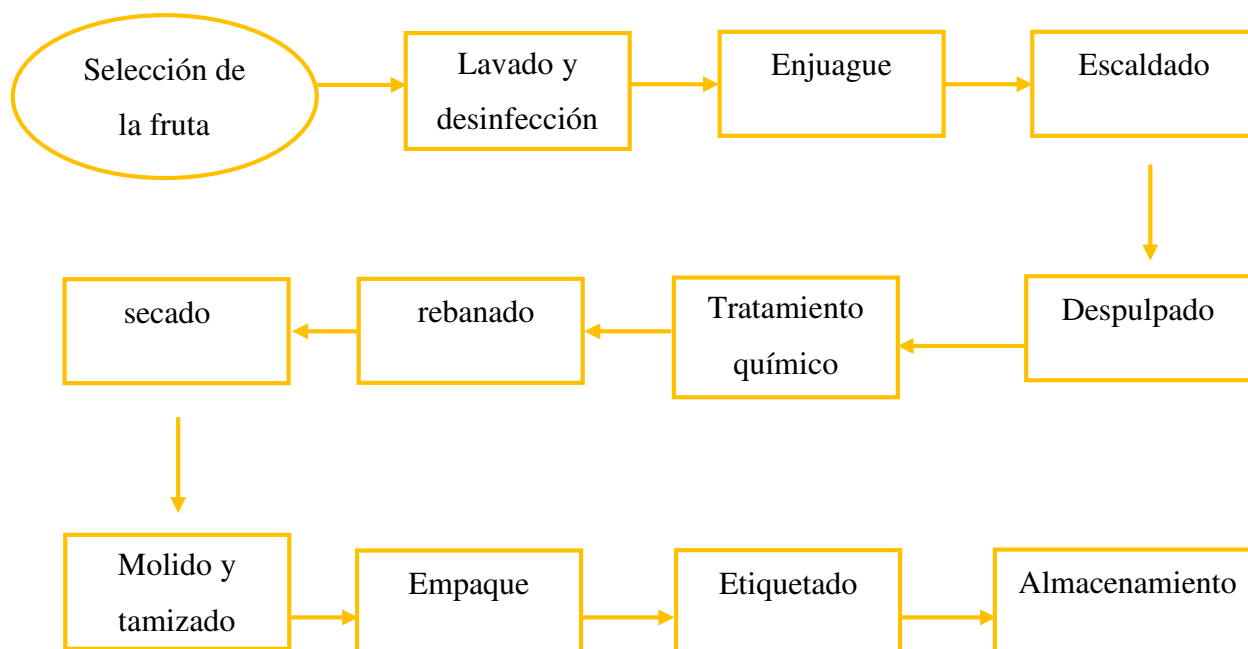 Selección de
la fruta
Lavado y
desinfección
Enjuague
Escaldado
Despulpado
Tratamiento
químico
rebanado
secado
Molido y
tamizado
Empaque
Etiquetado
Almacenamiento